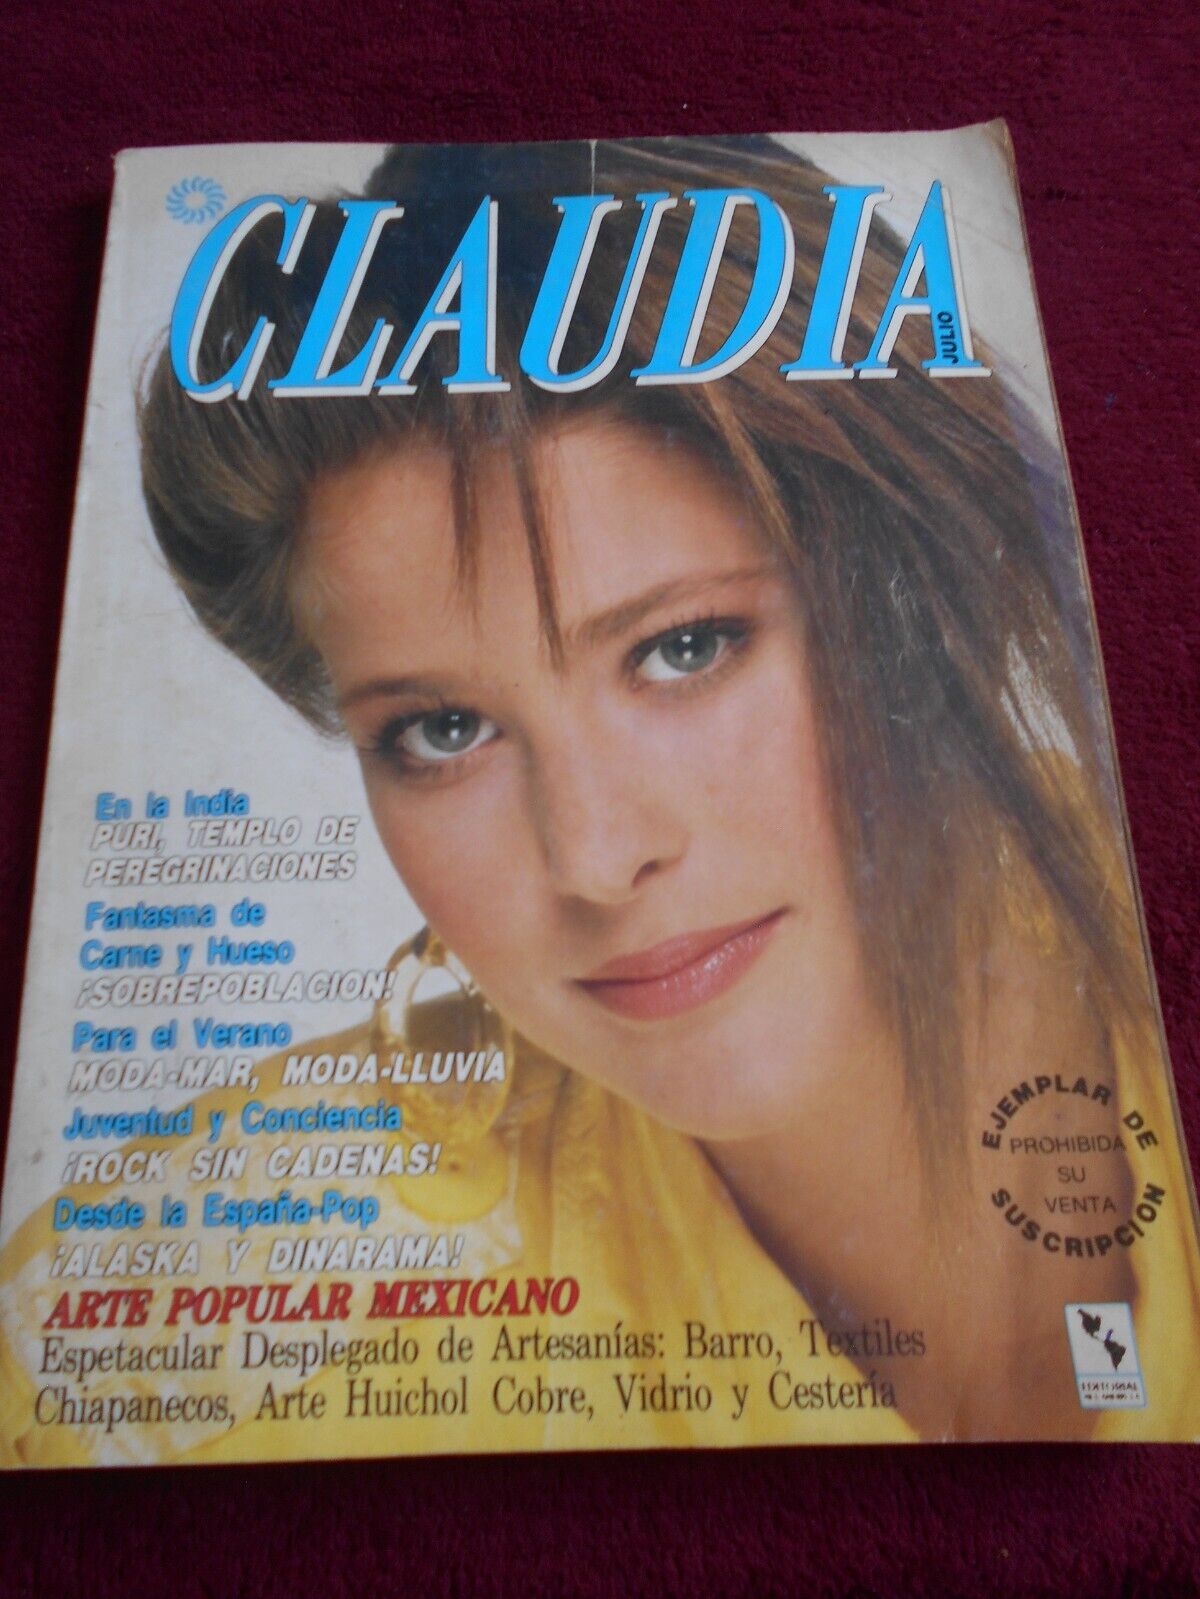 CLAUDIA
JULIO
En la India
PURI, TEMPLO DE
PEREGRINACIONES
Fantasma de
Carne y Hueso
¡SOBREPOBLACION!
Para el Verano
MODA-MAR, MODA-LLUVIA
Juventud y Conciencia
¡ROCK SIN CADENAS!
Desde la España-Pop
¡ALASKA Y DINARAMA!
ARTE POPULAR MEXICANO
Espetacular Desplegado de Artesanías: Barro, Textiles
Chiapanecos, Arte Huichol Cobre, Vidrio y Cestería
EJEMPLAR DE
PROHIBIDA
SU
VENTA
SUSCRIPCION
EDITORIAL